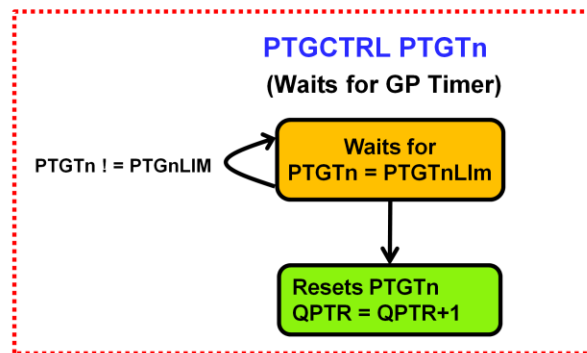 PTGCTRL PTGTn
(Waits for GP Timer)
Waits for
PTGTn = PTGTnLIm
PTGTn ! = PTGnLIM
Resets PTGTn
QPTR = QPTR+1